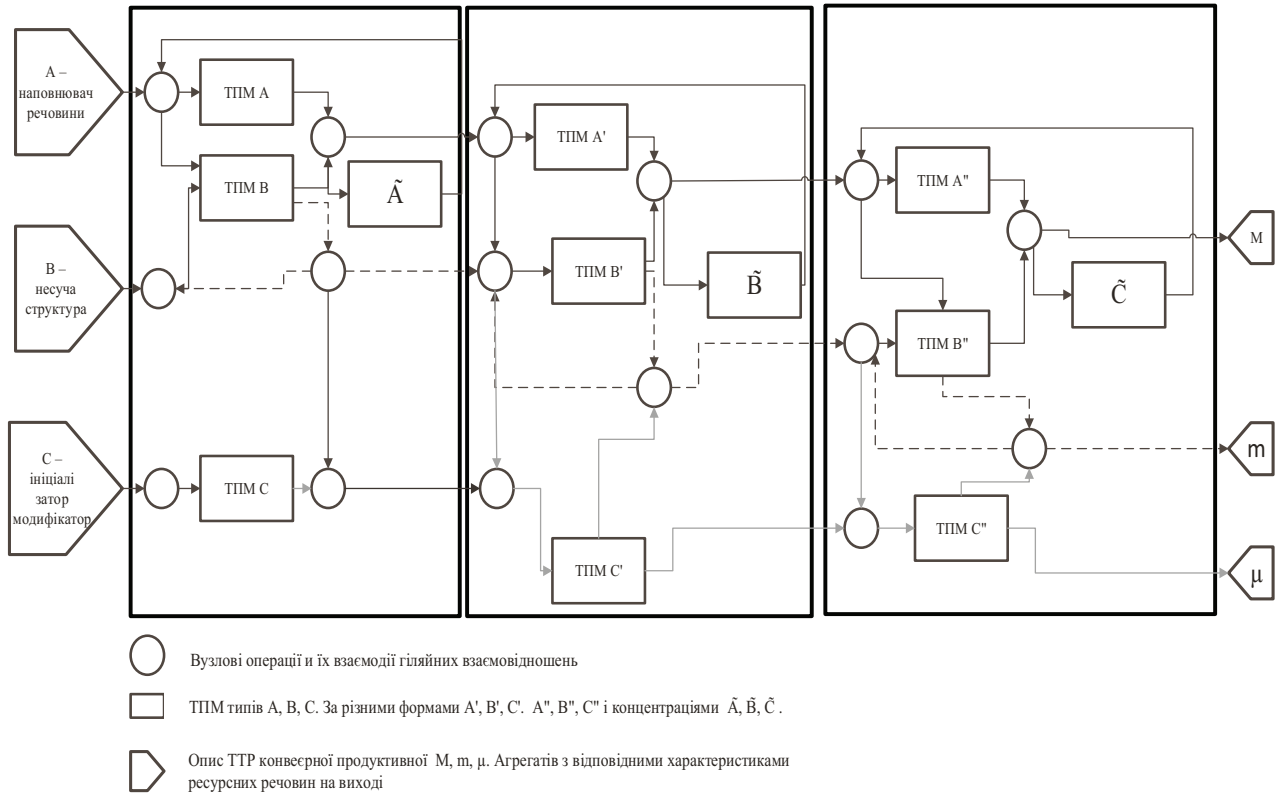 А –
наповнювач
речовини
ТПМ А
ТПМ В
Ã
В –
несуча
структура
С –
ініціалі
затор
модифікатор
ТПМ С
ТПМ А'
ТПМ В'
B̃
ТПМ С'
ТПМ А"
ТПМ В"
C̃
ТПМ С"
М
m
µ
Вузлові операції и їх взаємодії гіляйних взаємовідношень
ТПМ типів А, В, С. За різними формами А', В', С'. А", В", С" і концентраціями Ã, B̃, C̃ .
Опис ТТР конвеєрної продуктивної М, m, µ. Агрегатів з відповідними характеристиками
ресурсних речовин на виході